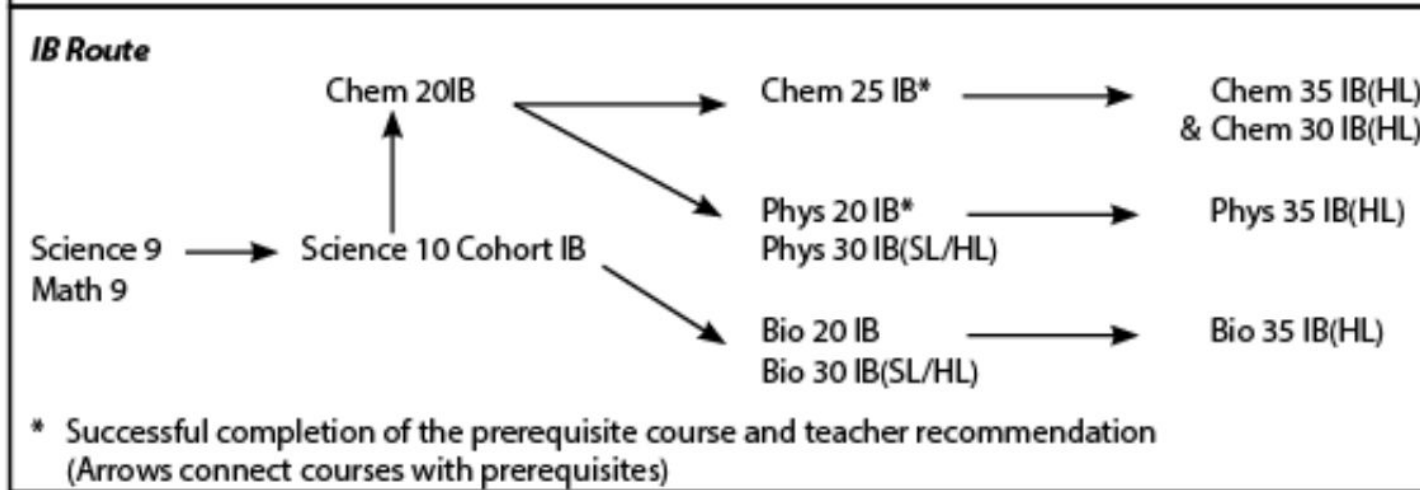 IB Route
Chem 20IB
Chem 25 IB*
Chem 35 IB(HL)
& Chem 30 IB(HL)
Phys 20 IB*
Phys 35 IB(HL)
Phys 30 IB(SL/HL)
Science 9
Science 10 Cohort IB
Math 9
Bio 20 IB
Bio 35 IB(HL)
Bio 30 IB(SL/HL)
* Successful completion of the prerequisite course and teacher recommendation
(Arrows connect courses with prerequisites)